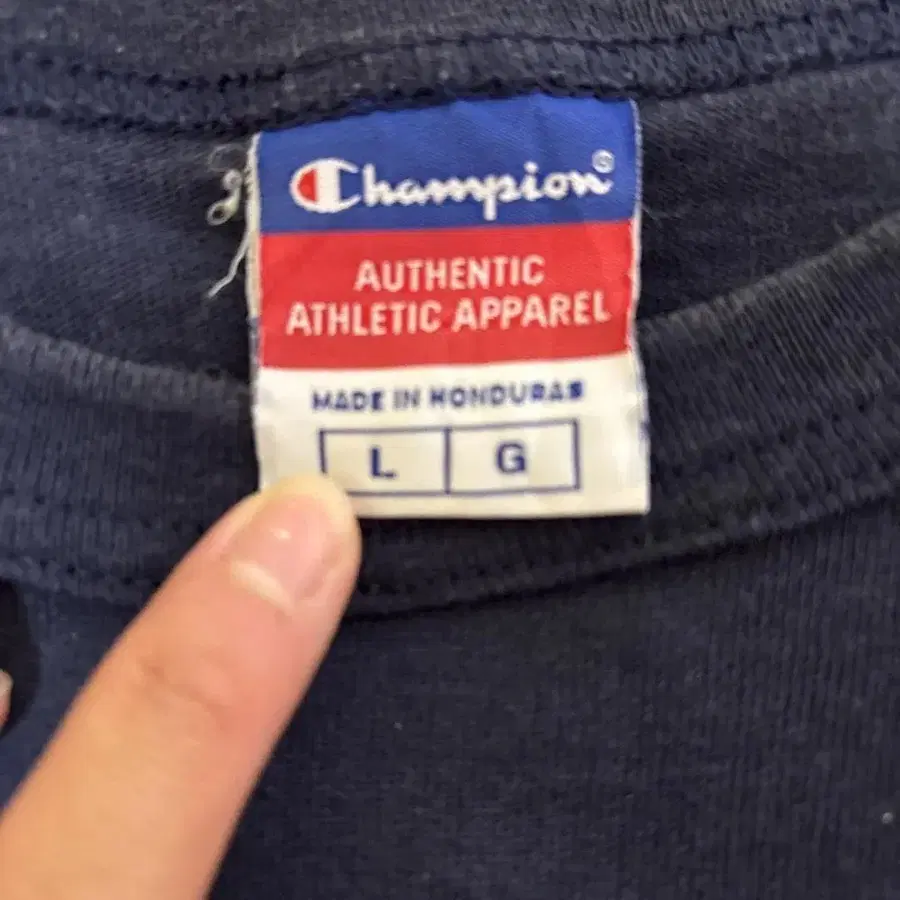 Champion®
AUTHENTIC
ATHLETIC APPAREL
MADE IN HONDURAS
L G